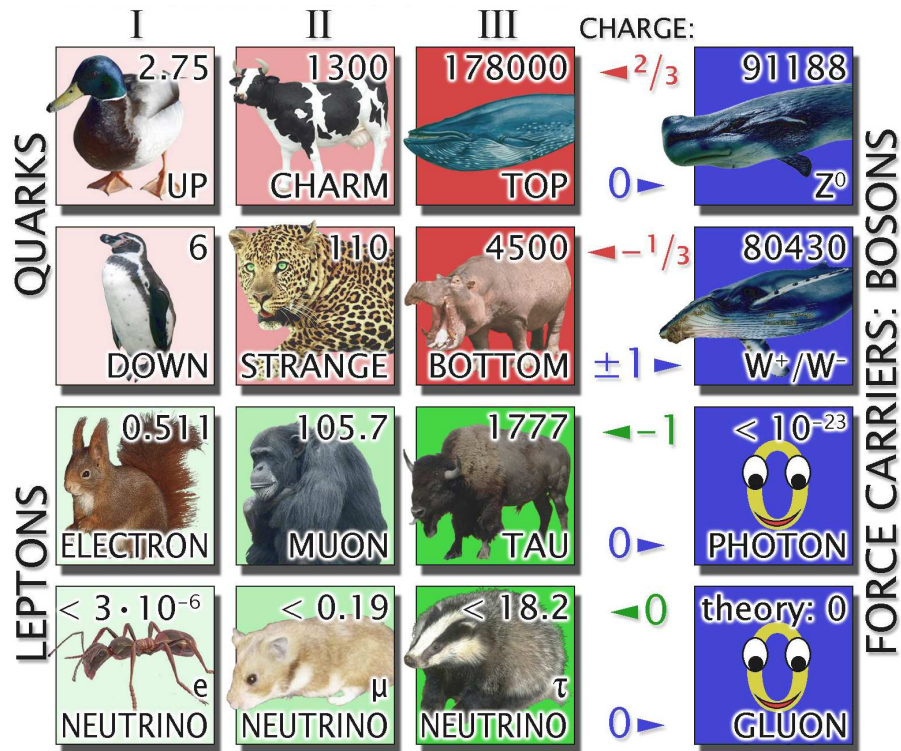 I II III CHARGE:
QUARKS
2.75
UP
1300
CHARM
178000
TOP
◄ 2/3
0 ►
91188
Z⁰
6
DOWN
110
STRANGE
4500
BOTTOM
◄ −1/3
±1 ►
80430
W⁺/W⁻
LEPTONS
0.511
ELECTRON
105.7
MUON
1777
TAU
◄ −1
0 ►
< 10⁻²³
PHOTON
< 3·10⁻⁶
e
NEUTRINO
< 0.19
μ
NEUTRINO
< 18.2
τ
NEUTRINO
◄ 0
0 ►
theory: 0
GLUON
FORCE CARRIERS: BOSONS